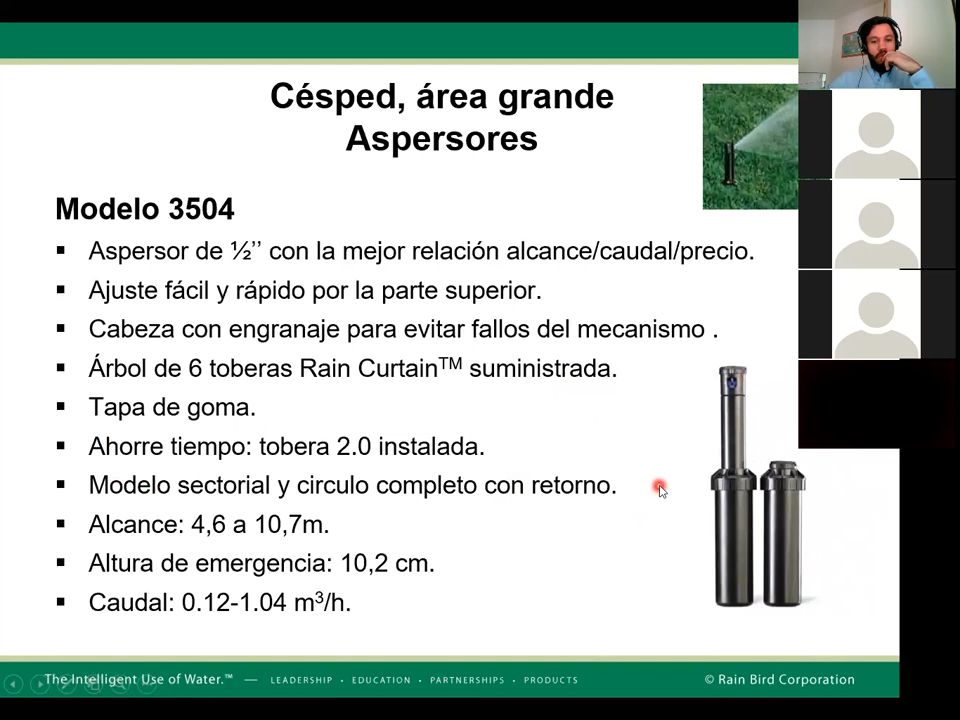 Césped, área grande
Aspersores
Modelo 3504
▪ Aspersor de ½’’ con la mejor relación alcance/caudal/precio.
▪ Ajuste fácil y rápido por la parte superior.
▪ Cabeza con engranaje para evitar fallos del mecanismo .
▪ Árbol de 6 toberas Rain Curtain™ suministrada.
▪ Tapa de goma.
▪ Ahorre tiempo: tobera 2.0 instalada.
▪ Modelo sectorial y circulo completo con retorno.
▪ Alcance: 4,6 a 10,7m.
▪ Altura de emergencia: 10,2 cm.
▪ Caudal: 0.12-1.04 m³/h.
The Intelligent Use of Water.™ — LEADERSHIP • EDUCATION • PARTNERSHIPS • PRODUCTS © Rain Bird Corporation